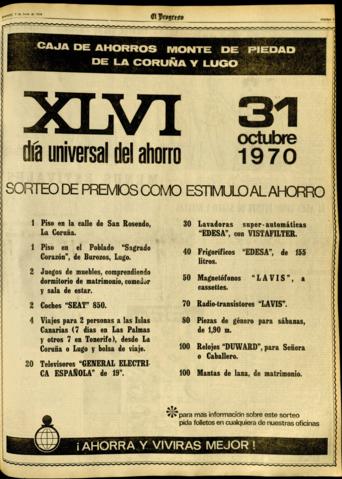 El Progreso
CAJA DE AHORROS MONTE DE PIEDAD
DE LA CORUÑA Y LUGO
XLVI
día universal del ahorro
31
octubre
1970
SORTEO DE PREMIOS COMO ESTIMULO AL AHORRO
1 Piso en la calle de San Rosendo,
La Coruña.
1 Piso en el Poblado "Sagrado
Corazón", de Burozos, Lugo.
2 Juegos de muebles, comprendiendo
dormitorio de matrimonio, comedor
y sala de estar.
2 Coches "SEAT" 850.
4 Viajes para 2 personas a las Islas
Canarias (7 días en Las Palmas
y otros 7 en Tenerife), desde La
Coruña o Lugo y bolsa de viaje.
20 Televisores "GENERAL ELECTRI-
CA ESPAÑOLA" de 19".
30 Lavadoras super-automáticas
"EDESA", con VISTAFILTER.
40 Frigoríficos "EDESA", de 155
litros.
50 Magnetófonos "LAVIS", a
cassettes.
70 Radio-transistores "LAVIS".
80 Piezas de género para sábanas,
de 1,90 m.
100 Relojes "DUWARD", para Señora
o Caballero.
100 Mantas de lana, de matrimonio.
* para más información sobre este sorteo
pida folletos en cualquiera de nuestras oficinas
¡AHORRA Y VIVIRAS MEJOR!